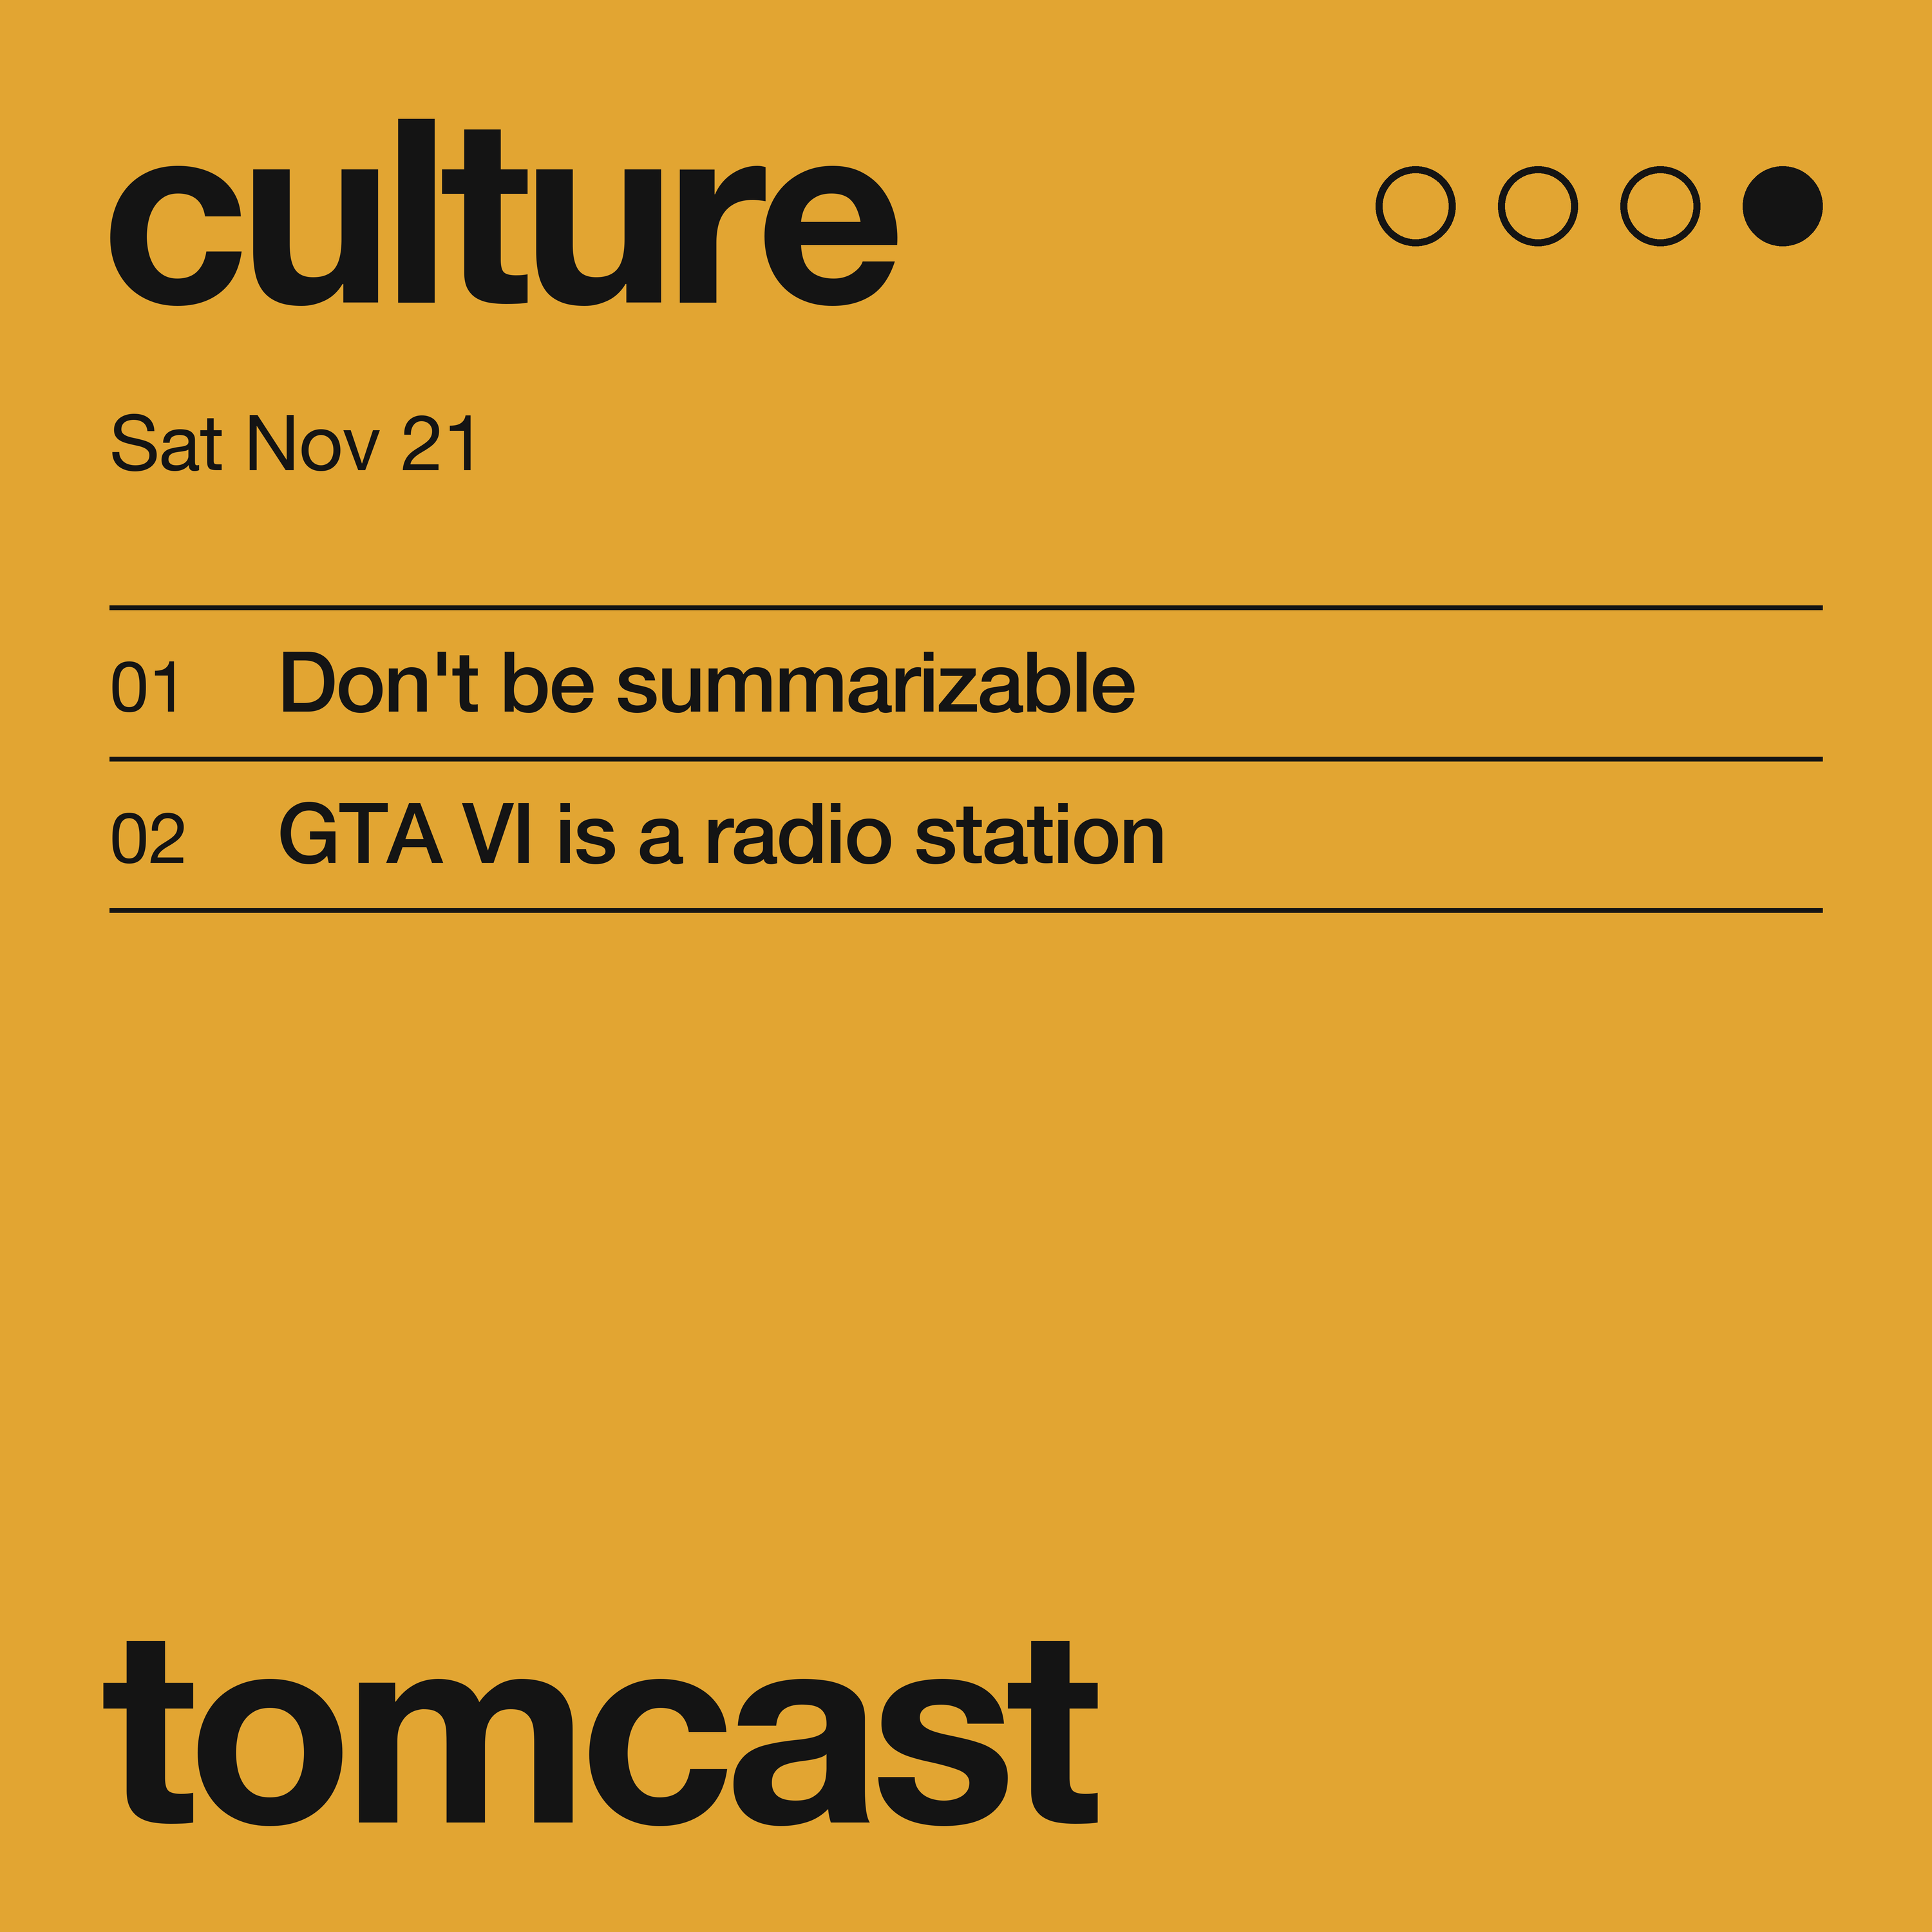 culture
Sat Nov 21
01 Don't be summarizable
02 GTA VI is a radio station
tomcast